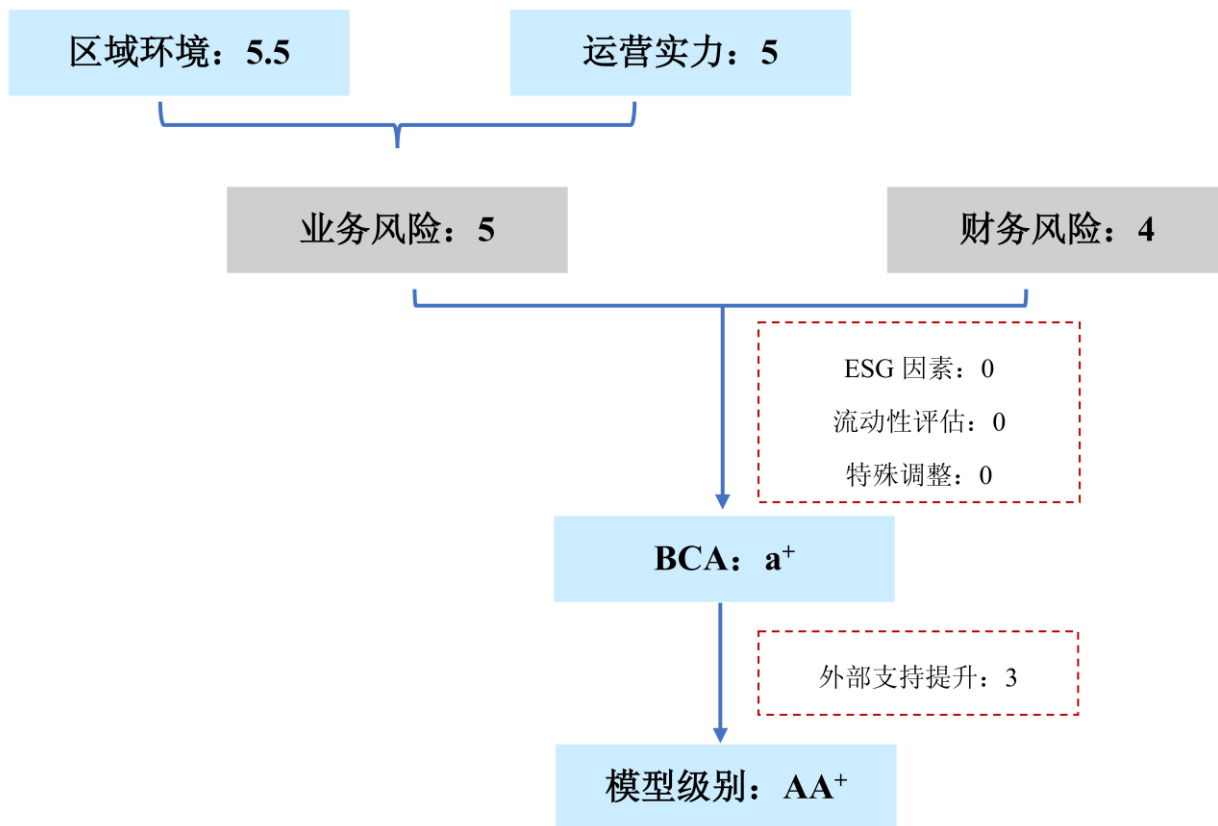 区域环境：5.5
运营实力：5
业务风险：5
财务风险：4
ESG 因素：0
流动性评估：0
特殊调整：0
BCA：a⁺
外部支持提升：3
模型级别：AA⁺